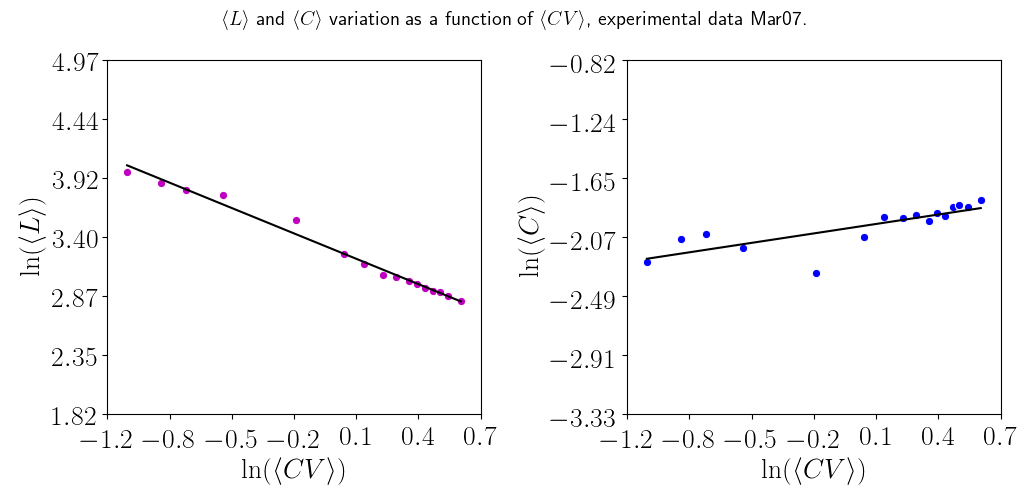 ⟨L⟩ and ⟨C⟩ variation as a function of ⟨CV⟩, experimental data Mar07.
4.97
4.44
3.92
3.40
2.87
2.35
1.82
ln(⟨L⟩)
−1.2 −0.8 −0.5 −0.2 0.1 0.4 0.7
ln(⟨CV⟩)
−0.82
−1.24
−1.65
−2.07
−2.49
−2.91
−3.33
ln(⟨C⟩)
−1.2 −0.8 −0.5 −0.2 0.1 0.4 0.7
ln(⟨CV⟩)